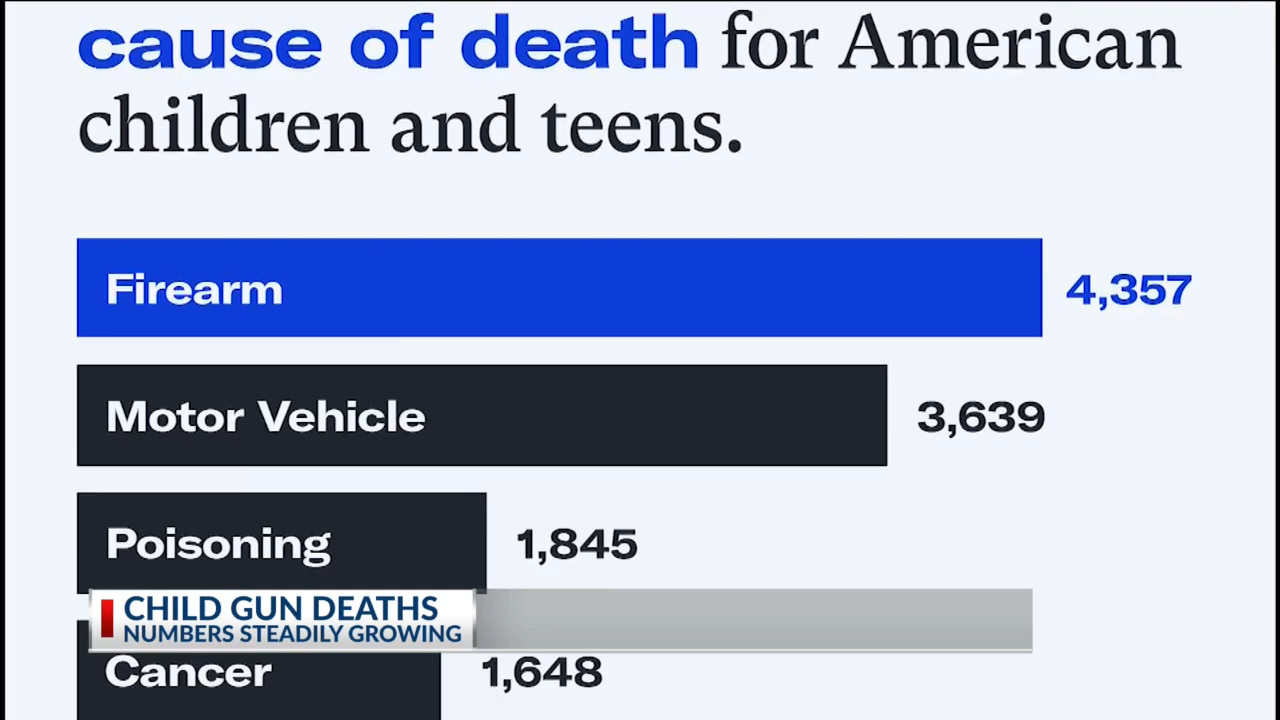 cause of death for American
children and teens.
Firearm 4,357
Motor Vehicle 3,639
Poisoning 1,845
CHILD GUN DEATHS
NUMBERS STEADILY GROWING
Cancer 1,648